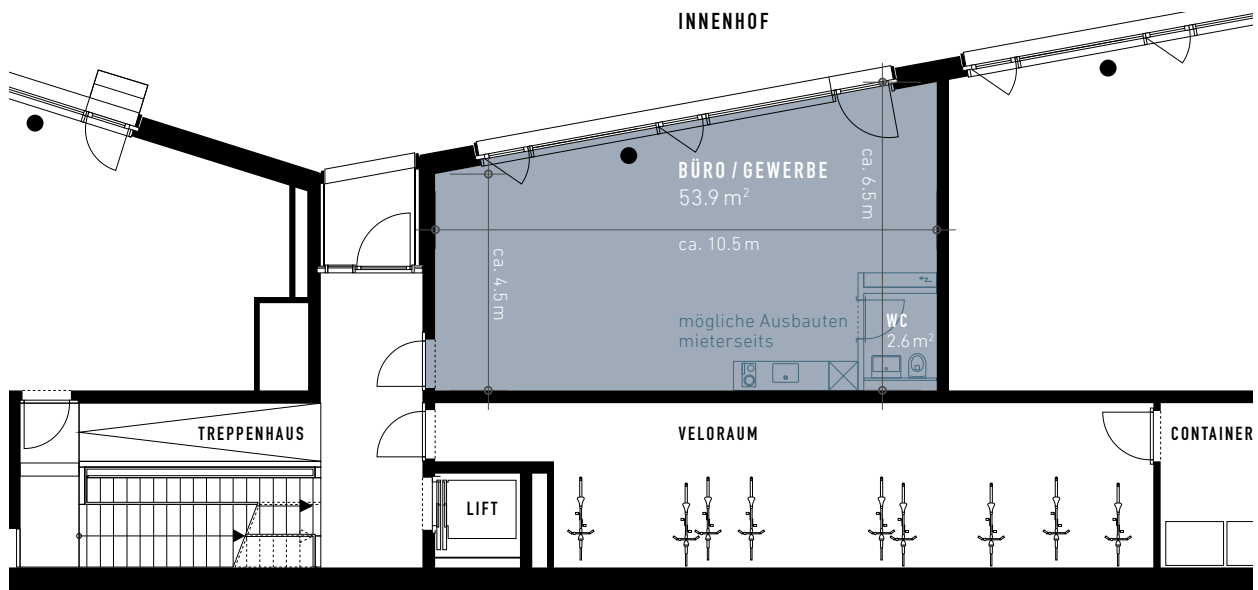 INNENHOF
BÜRO / GEWERBE
53.9 m²
ca. 6.5 m
ca. 10.5 m
ca. 4.5 m
mögliche Ausbauten
mieterseits
WC
2.6 m²
TREPPENHAUS
VELORAUM
CONTAINER
LIFT